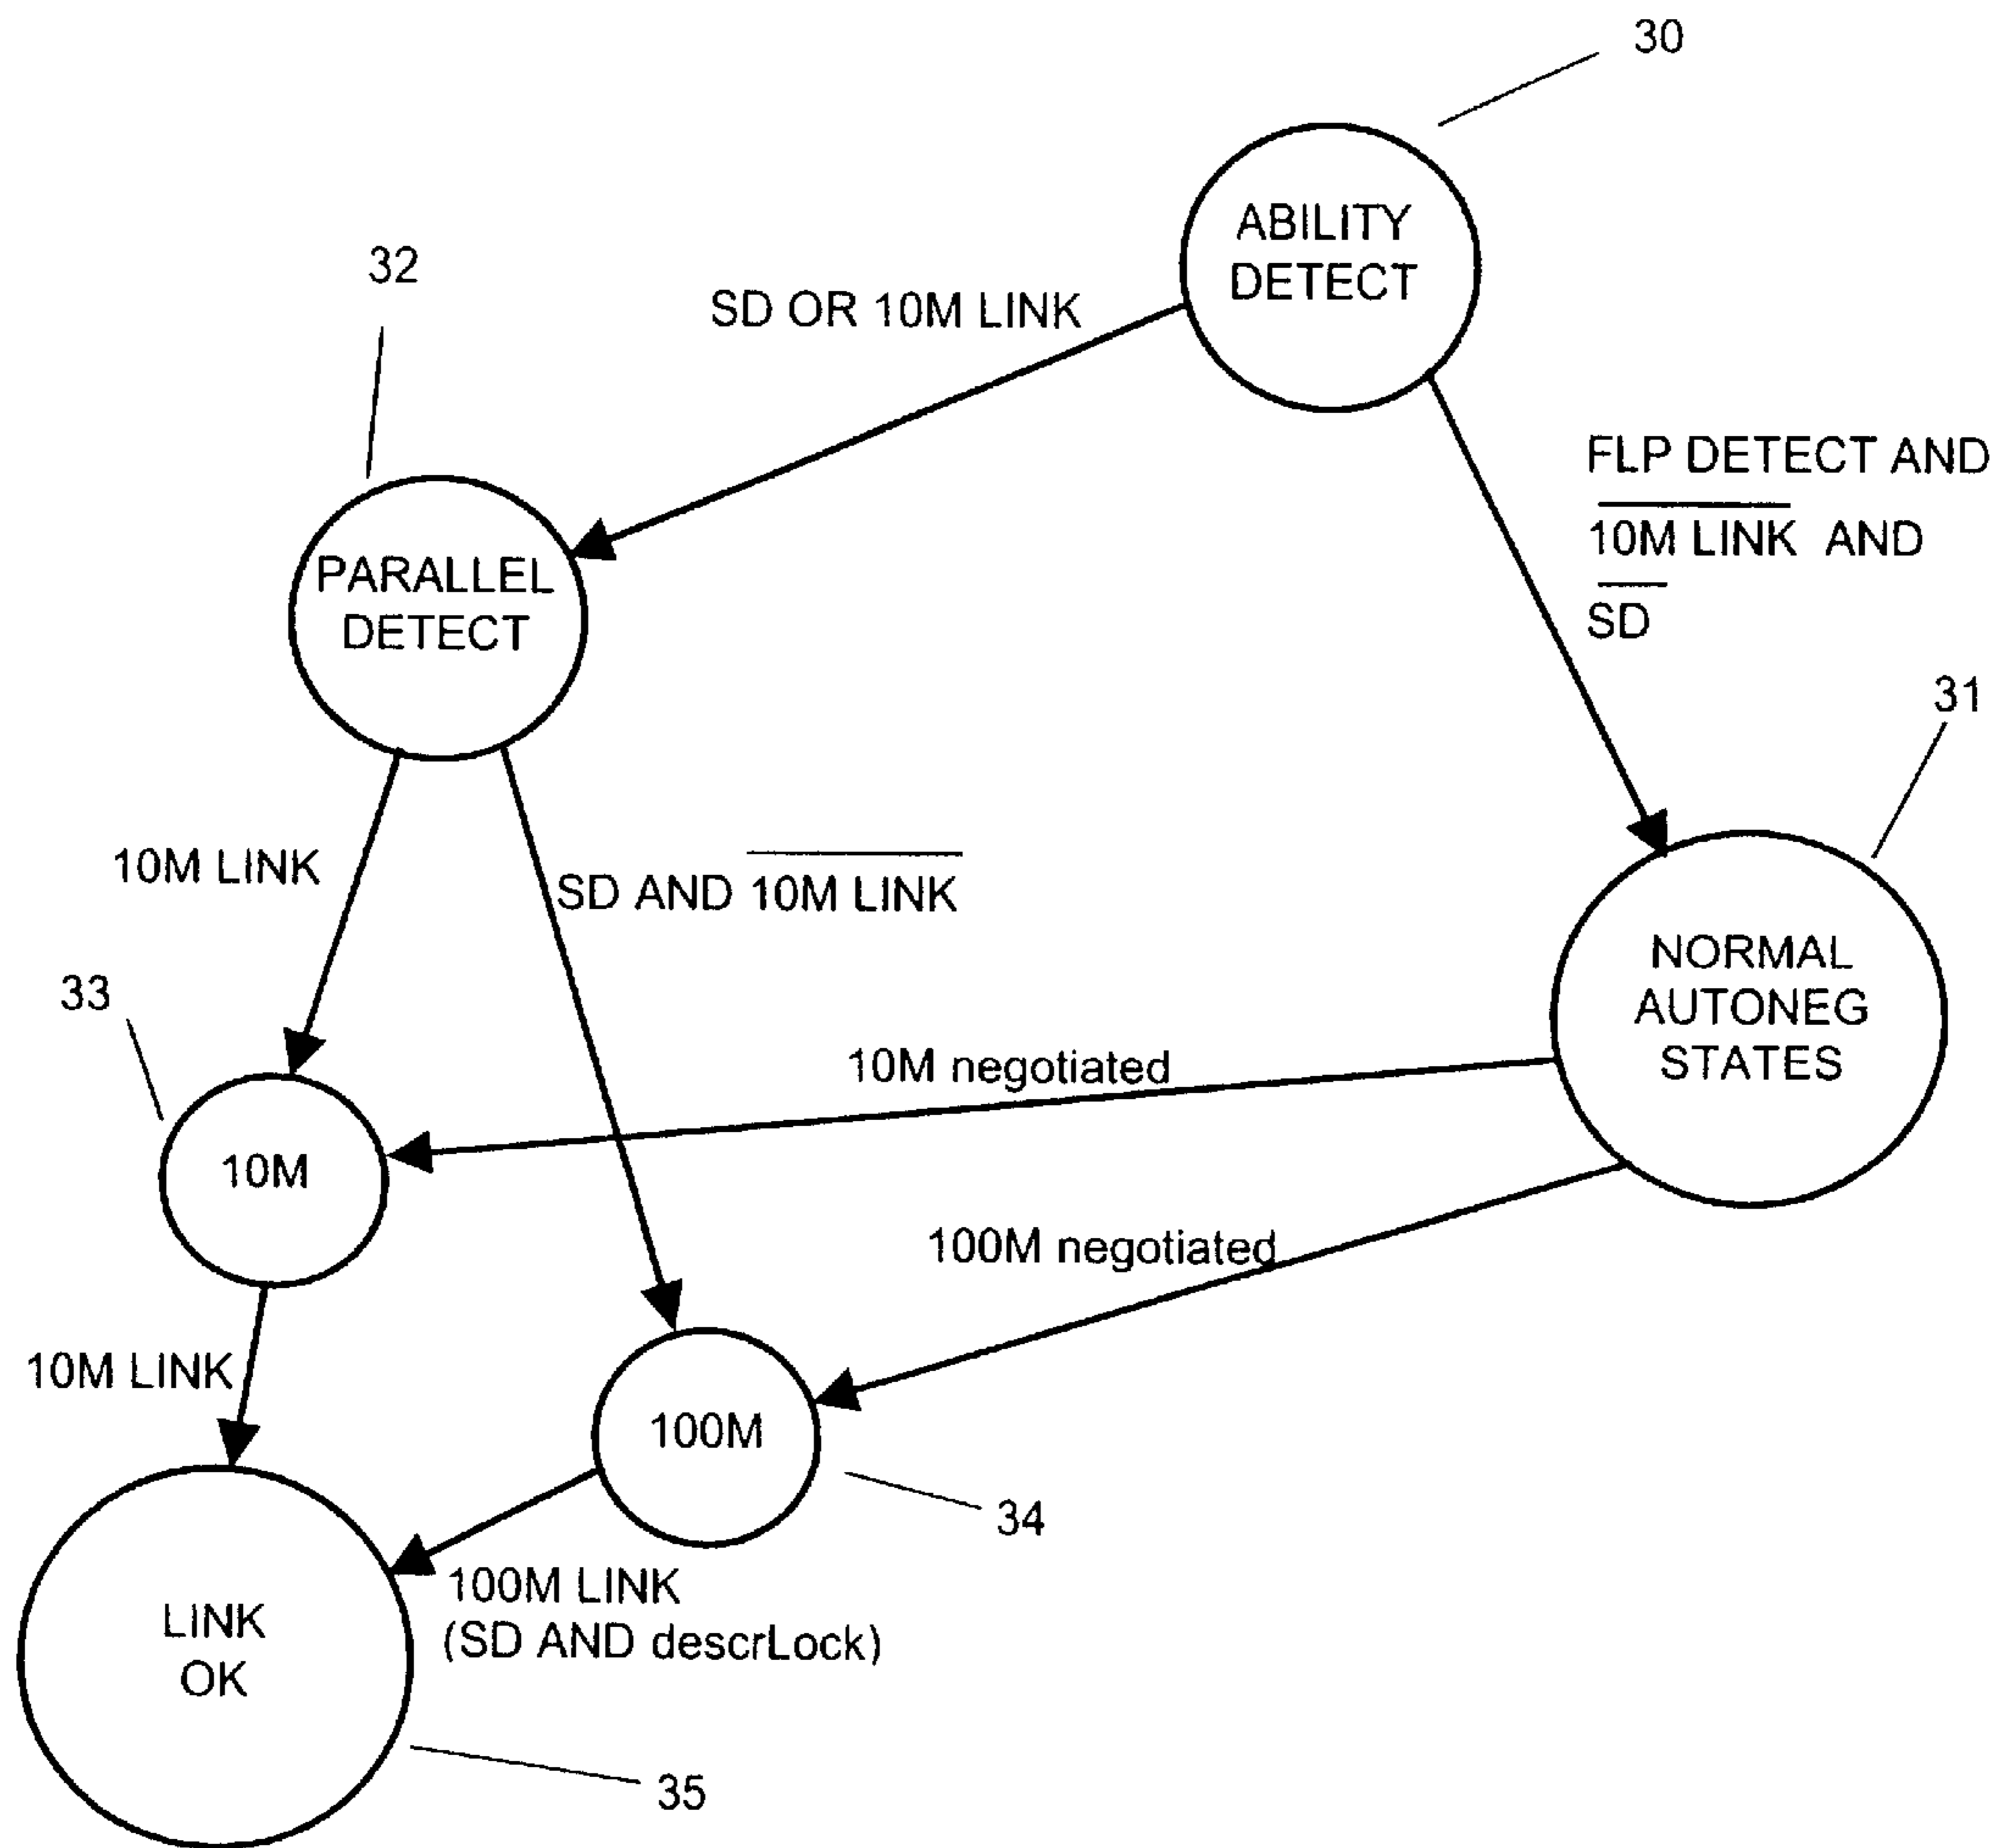 30
ABILITY
DETECT
32
SD OR 10M LINK
FLP DETECT AND
10M LINK AND
SD
PARALLEL
DETECT
31
10M LINK
SD AND 10M LINK
NORMAL
AUTONEG
STATES
33
10M negotiated
10M
100M negotiated
10M LINK
100M
34
100M LINK
(SD AND descrLock)
LINK
OK
35